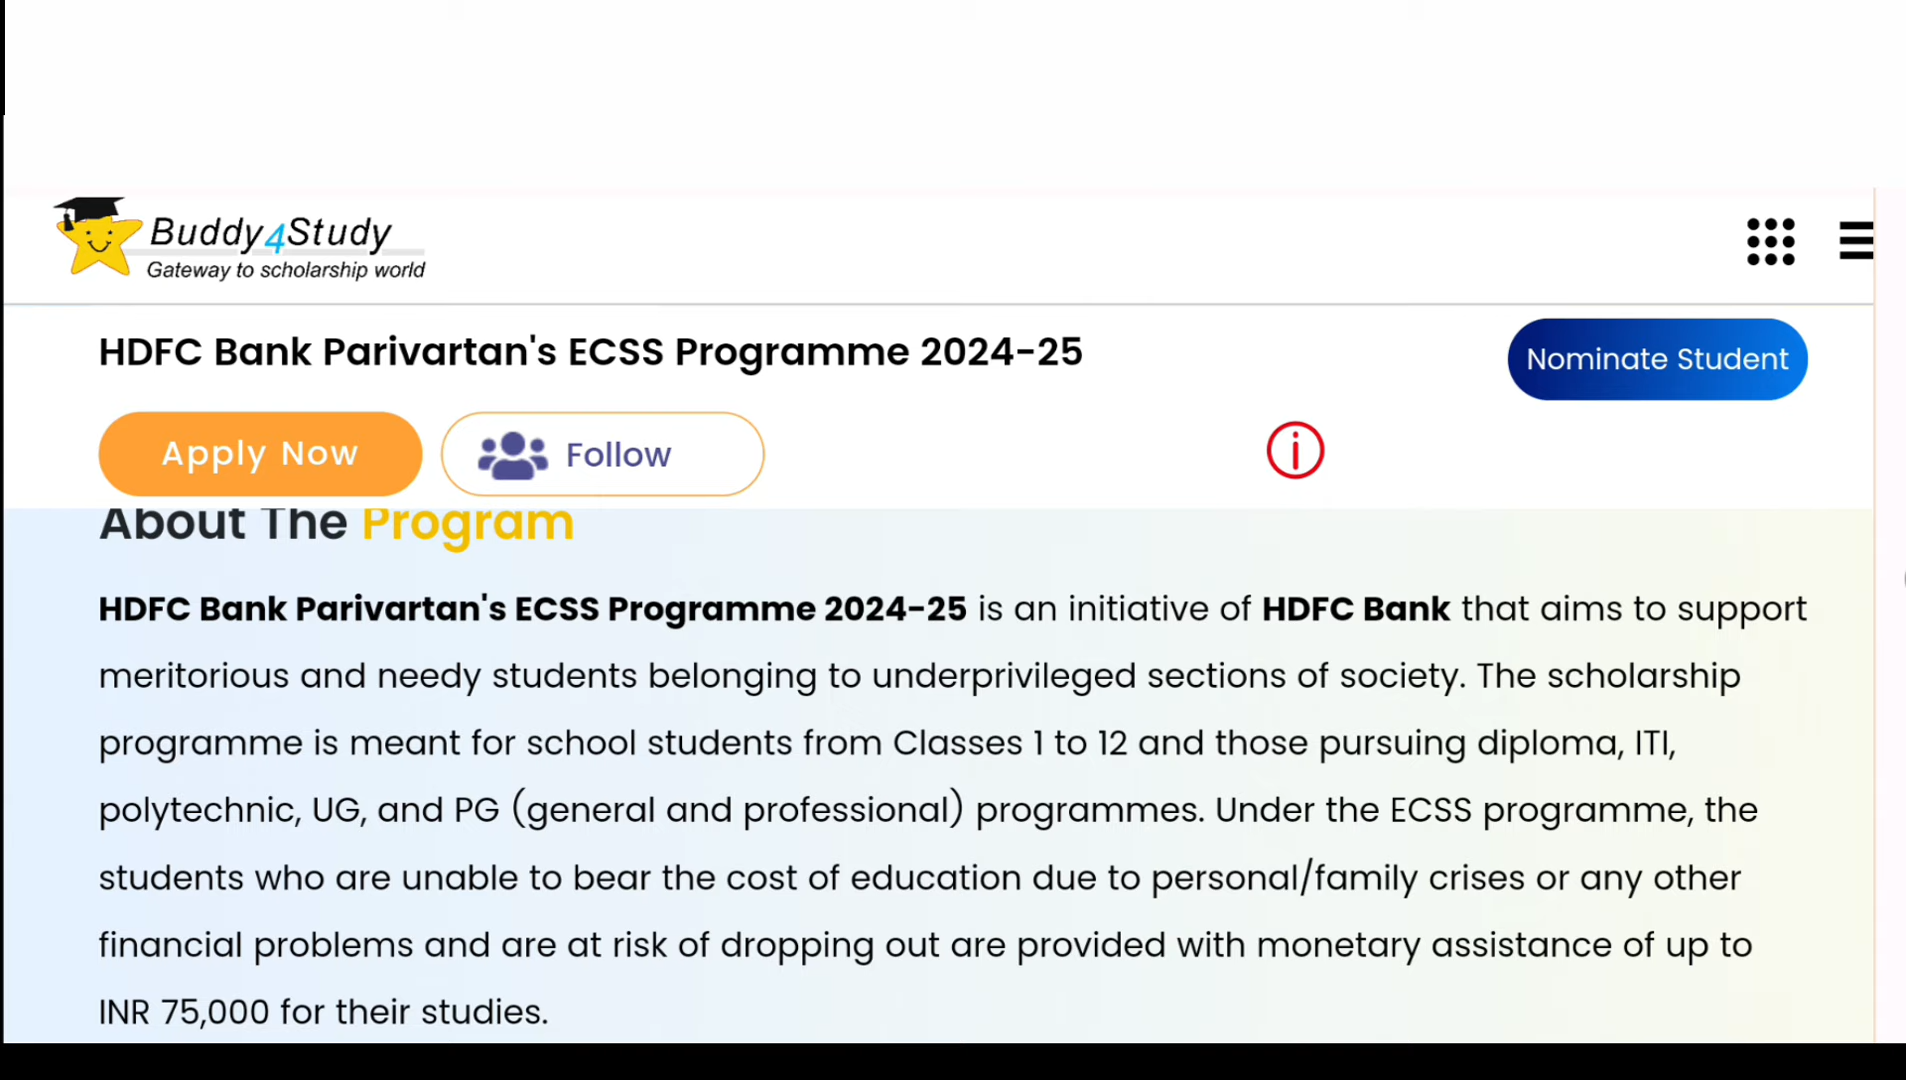 Buddy4Study
Gateway to scholarship world
HDFC Bank Parivartan's ECSS Programme 2024-25
Nominate Student
Apply Now
Follow
About The Program
HDFC Bank Parivartan's ECSS Programme 2024-25 is an initiative of HDFC Bank that aims to support
meritorious and needy students belonging to underprivileged sections of society. The scholarship
programme is meant for school students from Classes 1 to 12 and those pursuing diploma, ITI,
polytechnic, UG, and PG (general and professional) programmes. Under the ECSS programme, the
students who are unable to bear the cost of education due to personal/family crises or any other
financial problems and are at risk of dropping out are provided with monetary assistance of up to
INR 75,000 for their studies.